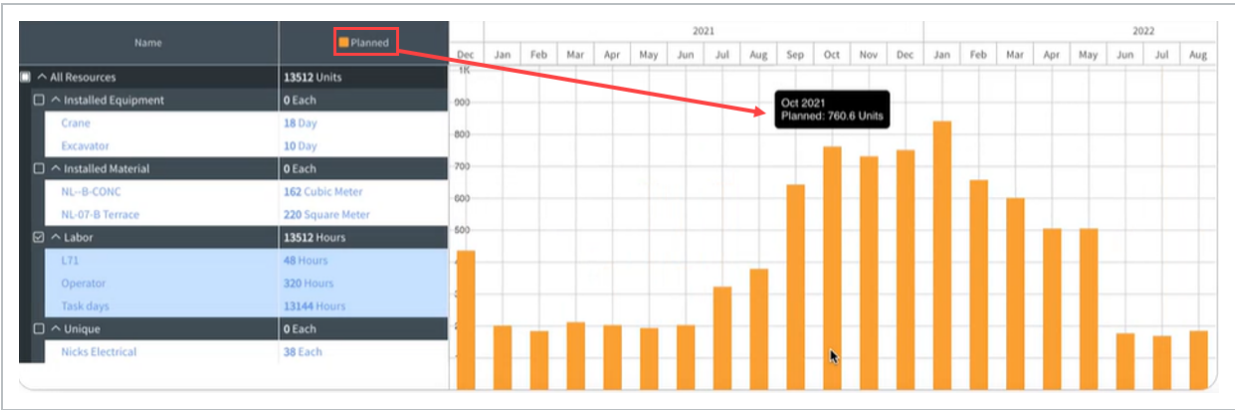 2021 2022
Name Planned Dec Jan Feb Mar Apr May Jun Jul Aug Sep Oct Nov Dec Jan Feb Mar Apr May Jun Jul Aug
All Resources 13512 Units 1K
Installed Equipment 0 Each 900
Crane 18 Day
Excavator 10 Day 800
Installed Material 0 Each 700
NL--B-CONC 162 Cubic Meter 600
NL-07-B Terrace 220 Square Meter
Labor 13512 Hours 500
L71 48 Hours
Operator 320 Hours
Task days 13144 Hours
Unique 0 Each
Nicks Electrical 38 Each
Oct 2021
Planned: 760.6 Units